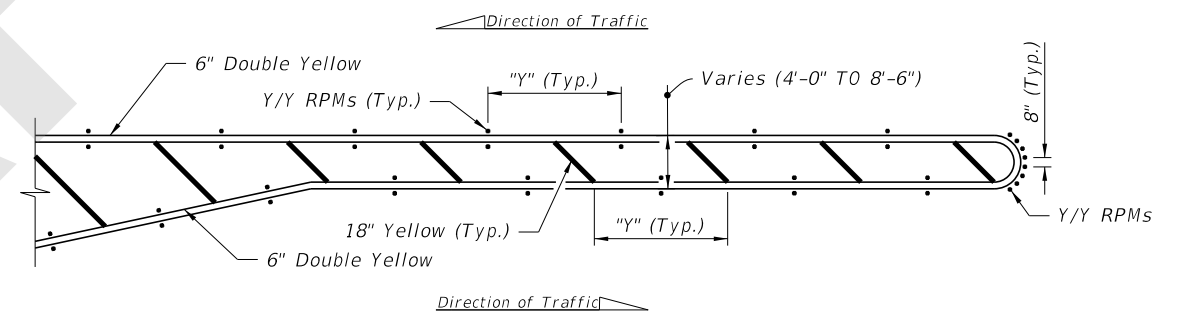 Direction of Traffic
6" Double Yellow
"Y" (Typ.)
Varies (4'-0" TO 8'-6")
8" (Typ.)
Y/Y RPMs (Typ.)
18" Yellow (Typ.)
"Y" (Typ.)
Y/Y RPMs
6" Double Yellow
Direction of Traffic